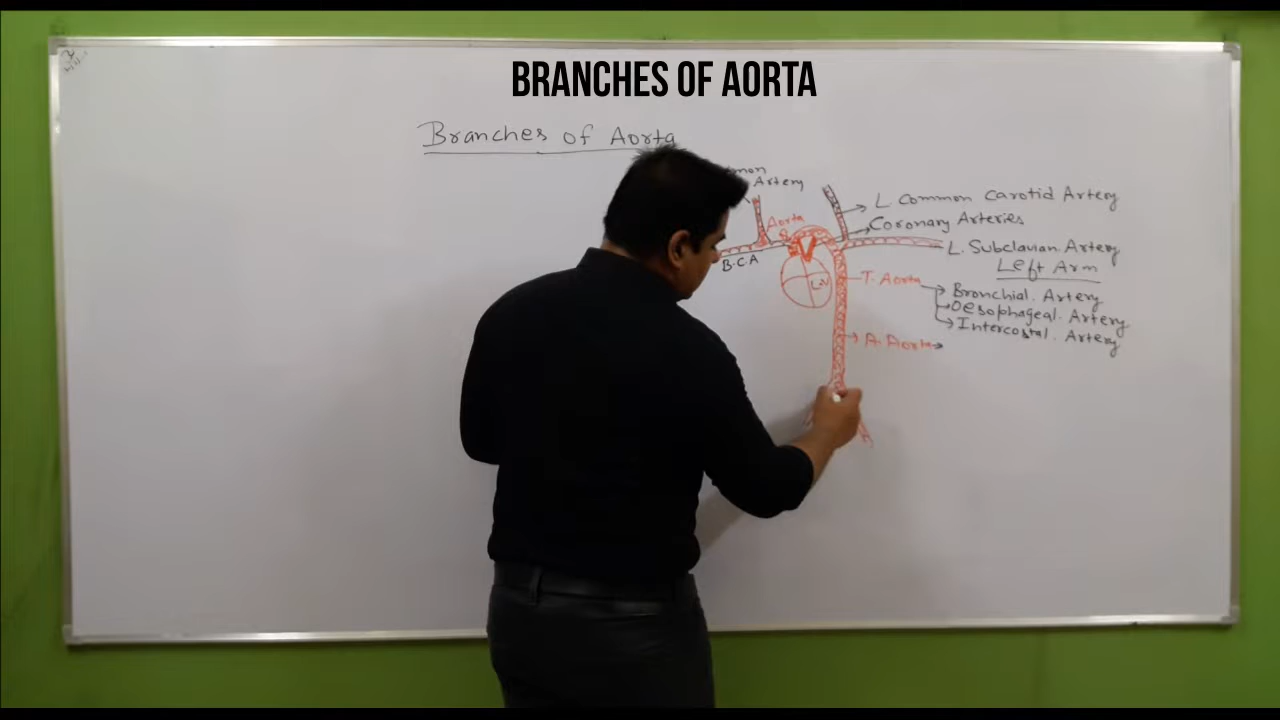 BRANCHES OF AORTA
Branches of Aorta
Artery
L Common Carotid Artery
Aorta
Coronary Arteries
L. Subclavian Artery
B.C.A
Left Arm
L.V
T. Aorta
Bronchial. Artery
Oesophageal. Artery
Intercostal. Artery
A. Aorta